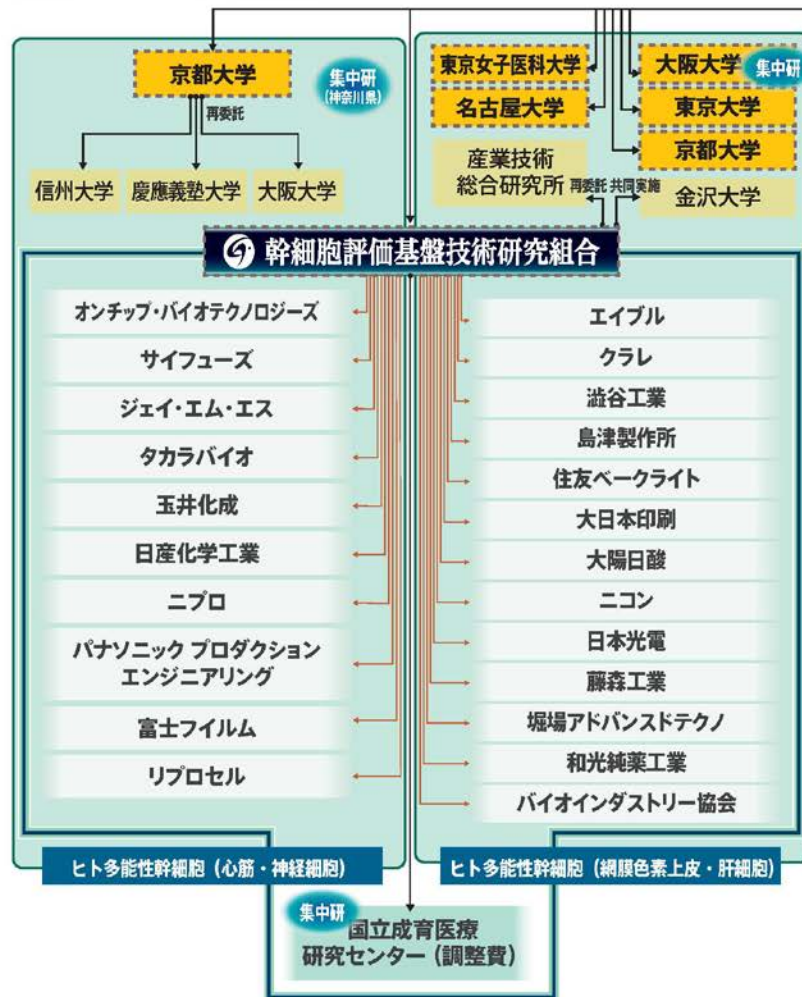 京都大学
集中研
(神奈川県)
再委託
信州大学
慶應義塾大学
大阪大学
東京女子医科大学
大阪大学
集中研
名古屋大学
東京大学
京都大学
産業技術
総合研究所
再委託
共同実施
金沢大学
幹細胞評価基盤技術研究組合
オンチップ・バイオテクノロジーズ
サイフューズ
ジェイ・エム・エス
タカラバイオ
玉井化成
日産化学工業
ニプロ
パナソニック プロダクション
エンジニアリング
富士フイルム
リプロセル
エイブル
クラレ
澁谷工業
島津製作所
住友ベークライト
大日本印刷
大陽日酸
ニコン
日本光電
藤森工業
堀場アドバンスドテクノ
和光純薬工業
バイオインダストリー協会
ヒト多能性幹細胞（心筋・神経細胞）
ヒト多能性幹細胞（網膜色素上皮・肝細胞）
集中研
国立成育医療
研究センター（調整費）